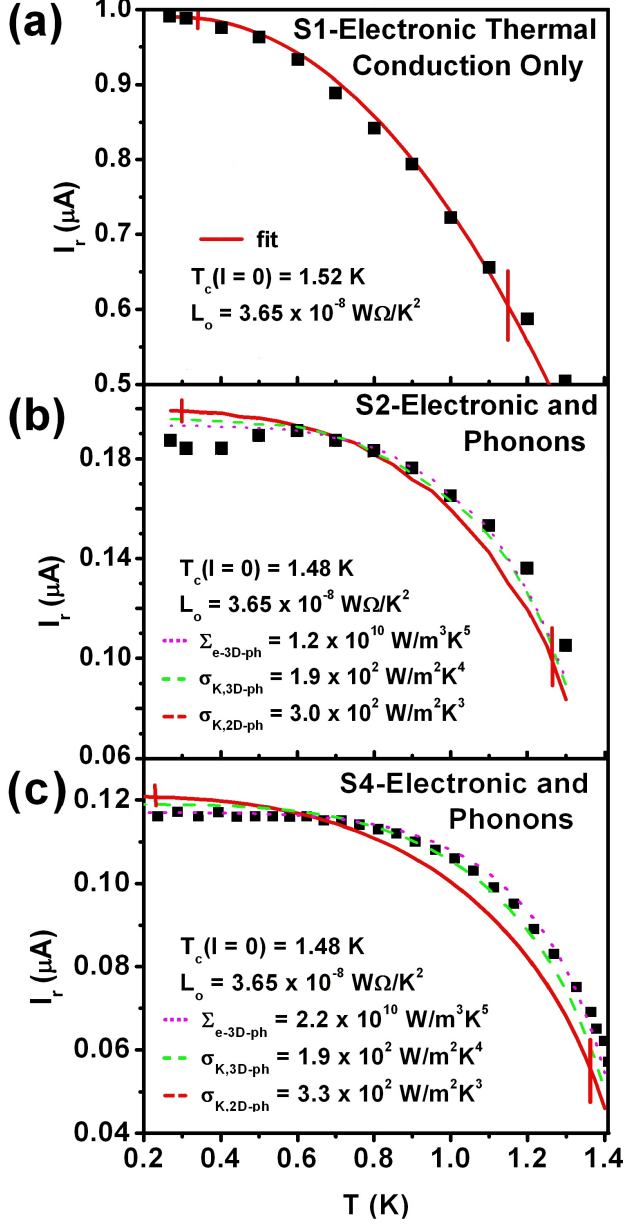 (a)
S1-Electronic Thermal
Conduction Only
1.0
0.9
0.8
0.7
0.6
0.5
I_r (μA)
fit
T_c(I = 0) = 1.52 K
L_o = 3.65 x 10^-8 WΩ/K^2
(b)
S2-Electronic and
Phonons
0.18
0.14
0.10
0.06
I_r (μA)
T_c(I = 0) = 1.48 K
L_o = 3.65 x 10^-8 WΩ/K^2
Σ_e-3D-ph = 1.2 x 10^10 W/m^3K^5
σ_K,3D-ph = 1.9 x 10^2 W/m^2K^4
σ_K,2D-ph = 3.0 x 10^2 W/m^2K^3
(c)
S4-Electronic and
Phonons
0.12
0.10
0.08
0.06
0.04
I_r (μA)
T_c(I = 0) = 1.48 K
L_o = 3.65 x 10^-8 WΩ/K^2
Σ_e-3D-ph = 2.2 x 10^10 W/m^3K^5
σ_K,3D-ph = 1.9 x 10^2 W/m^2K^4
σ_K,2D-ph = 3.3 x 10^2 W/m^2K^3
0.2 0.4 0.6 0.8 1.0 1.2 1.4
T (K)